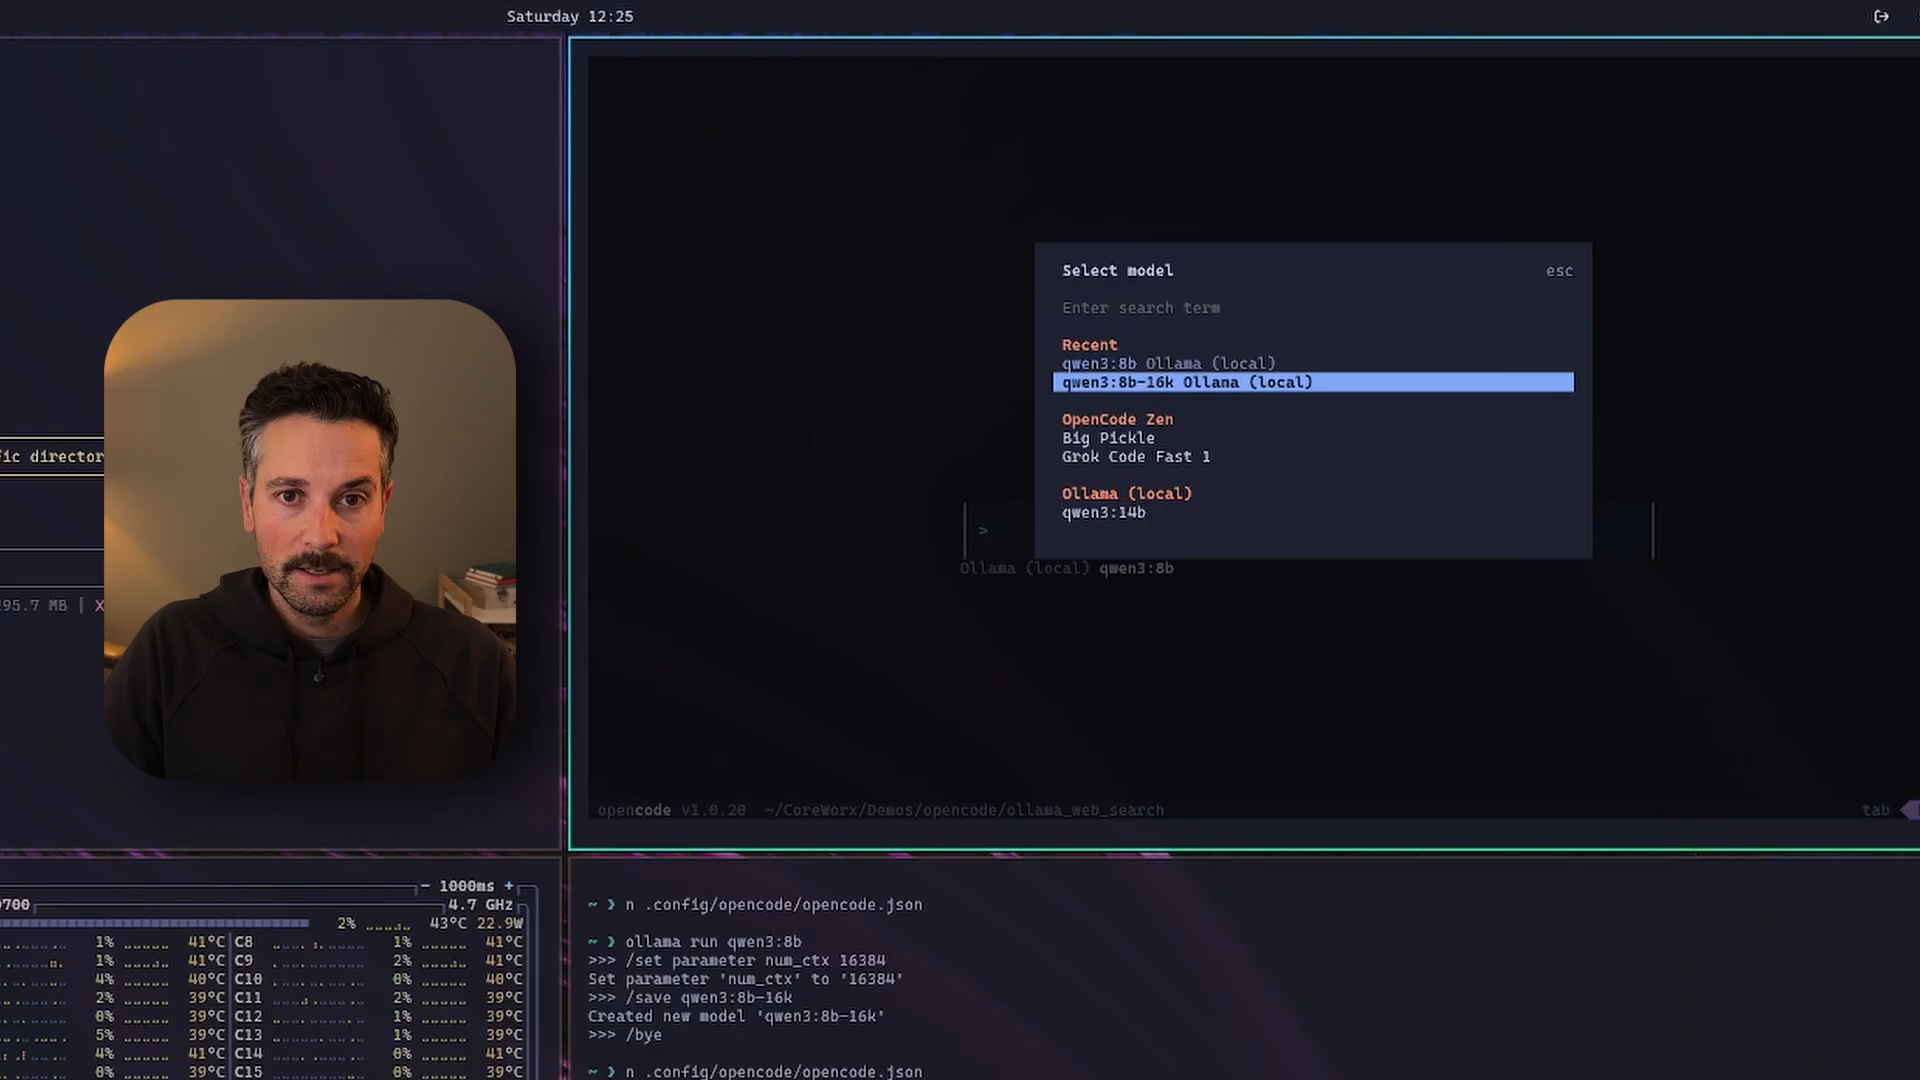 Saturday 12:25
Select model esc
Enter search term
Recent
qwen3:8b Ollama (local)
qwen3:8b-16k Ollama (local)
OpenCode Zen
Big Pickle
Grok Code Fast 1
Ollama (local)
qwen3:14b
>
Ollama (local) qwen3:8b
fic director
295.7 MB | X
opencode v1.0.20 ~/CoreWorx/Demos/opencode/ollama_web_search tab
- 1000ms +
9700 4.7 GHz
2% 43°C 22.9W
1% 41°C C8 1% 41°C
1% 41°C C9 2% 41°C
4% 40°C C10 0% 40°C
2% 39°C C11 2% 39°C
0% 39°C C12 1% 39°C
5% 39°C C13 1% 39°C
4% 41°C C14 0% 41°C
0% 39°C C15 0% 39°C
~ ❯ n .config/opencode/opencode.json
~ ❯ ollama run qwen3:8b
>>> /set parameter num_ctx 16384
Set parameter 'num_ctx' to '16384'
>>> /save qwen3:8b-16k
Created new model 'qwen3:8b-16k'
>>> /bye
~ ❯ n .config/opencode/opencode.json